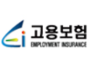 고용보험
EMPLOYMENT INSURANCE